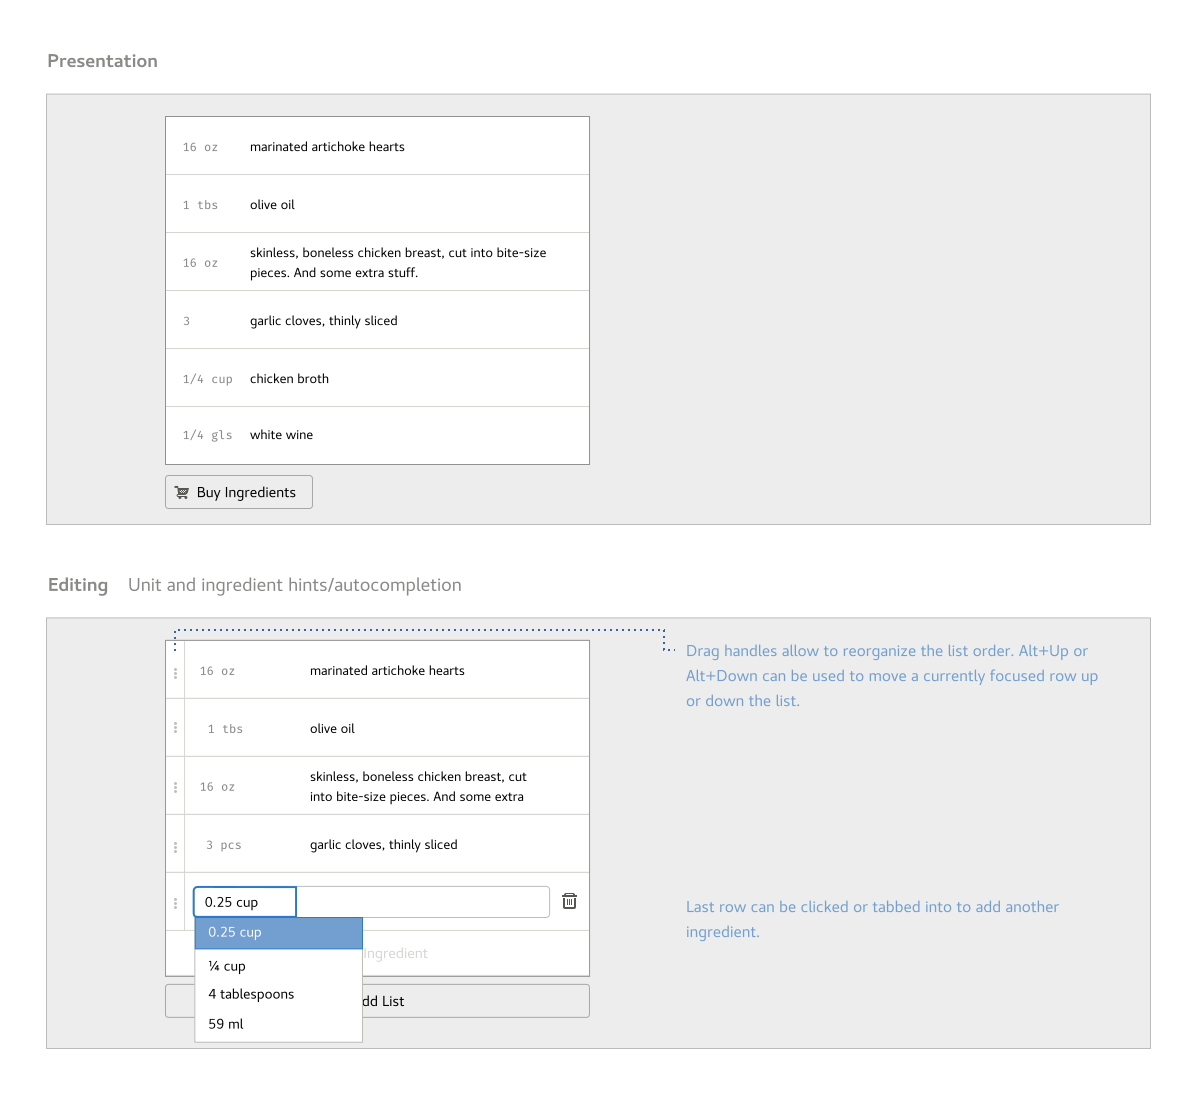 Presentation
16 oz marinated artichoke hearts
1 tbs olive oil
16 oz skinless, boneless chicken breast, cut into bite-size
pieces. And some extra stuff.
3 garlic cloves, thinly sliced
1/4 cup chicken broth
1/4 gls white wine
Buy Ingredients
Editing Unit and ingredient hints/autocompletion
Drag handles allow to reorganize the list order. Alt+Up or
Alt+Down can be used to move a currently focused row up
or down the list.
16 oz marinated artichoke hearts
1 tbs olive oil
16 oz skinless, boneless chicken breast, cut
into bite-size pieces. And some extra
3 pcs garlic cloves, thinly sliced
0.25 cup
Last row can be clicked or tabbed into to add another
ingredient.
0.25 cup
Ingredient
¼ cup
4 tablespoons
dd List
59 ml